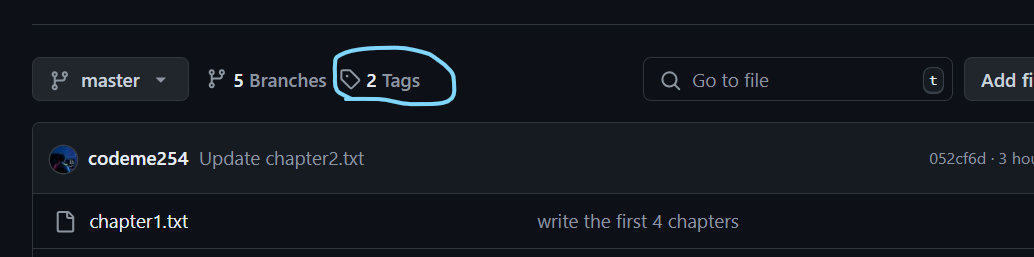 master 5 Branches 2 Tags Go to file t Add fi
codeme254 Update chapter2.txt 052cf6d · 3 hou
chapter1.txt write the first 4 chapters